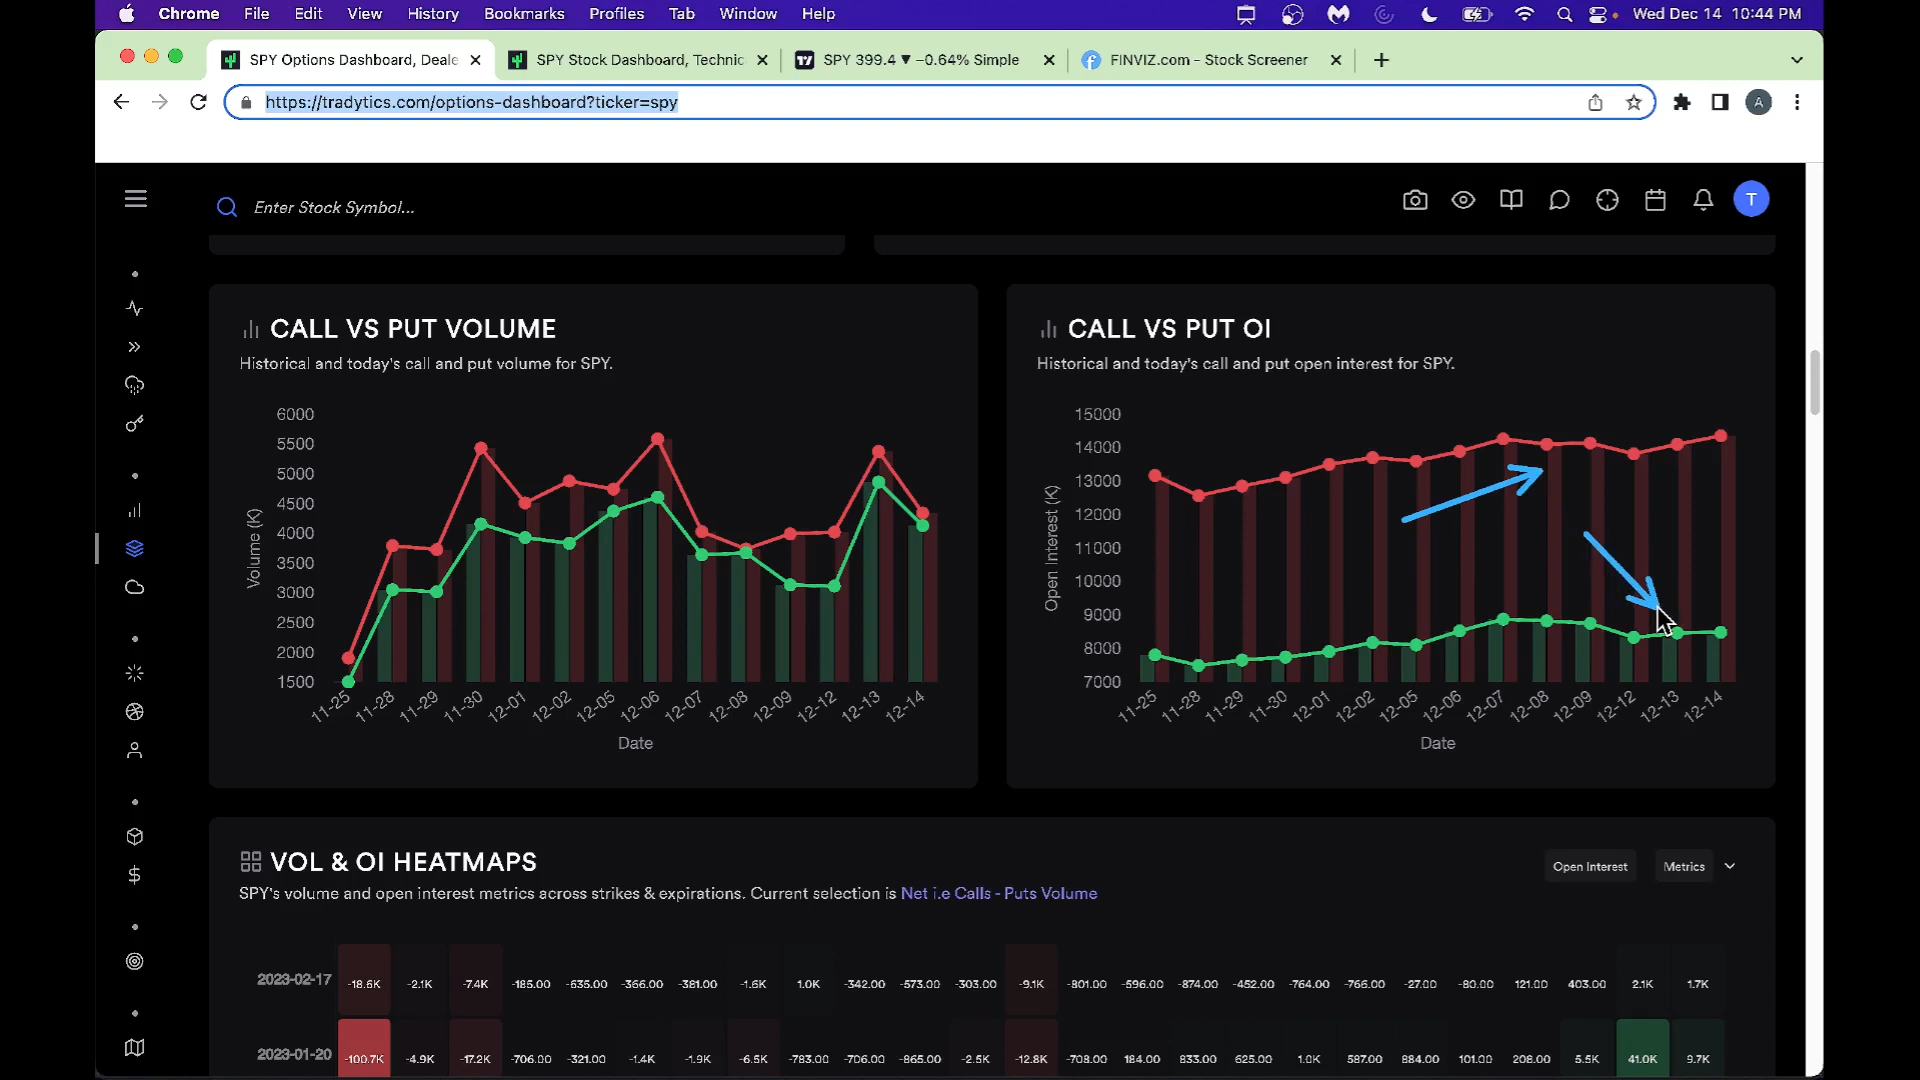 Chrome File Edit View History Bookmarks Profiles Tab Window Help Wed Dec 14 10:44 PM
SPY Options Dashboard, Deale SPY Stock Dashboard, Technic SPY 399.4 ▼ −0.64% Simple FINVIZ.com - Stock Screener
https://tradytics.com/options-dashboard?ticker=spy A
Enter Stock Symbol... T
CALL VS PUT VOLUME
Historical and today's call and put volume for SPY.
6000
5500
5000
4500
4000
3500
3000
2500
2000
1500
Volume (K)
11-25 11-28 11-29 11-30 12-01 12-02 12-05 12-06 12-07 12-08 12-09 12-12 12-13 12-14
Date
CALL VS PUT OI
Historical and today's call and put open interest for SPY.
15000
14000
13000
12000
11000
10000
9000
8000
7000
Open Interest (K)
11-25 11-28 11-29 11-30 12-01 12-02 12-05 12-06 12-07 12-08 12-09 12-12 12-13 12-14
Date
VOL & OI HEATMAPS
SPY's volume and open interest metrics across strikes & expirations. Current selection is Net i.e Calls - Puts Volume
Open Interest Metrics
2023-02-17 -18.6K -2.1K -7.4K -185.00 -635.00 -366.00 -381.00 -1.6K 1.0K -342.00 -573.00 -303.00 -9.1K -801.00 -596.00 -874.00 -452.00 -764.00 -766.00 -27.00 -80.00 121.00 403.00 2.1K 1.7K
2023-01-20 -100.7K -4.9K -17.2K -706.00 -321.00 -1.4K -1.9K -6.5K -783.00 -706.00 -865.00 -2.5K -12.8K -708.00 184.00 833.00 625.00 1.0K 587.00 884.00 101.00 208.00 5.5K 41.0K 9.7K